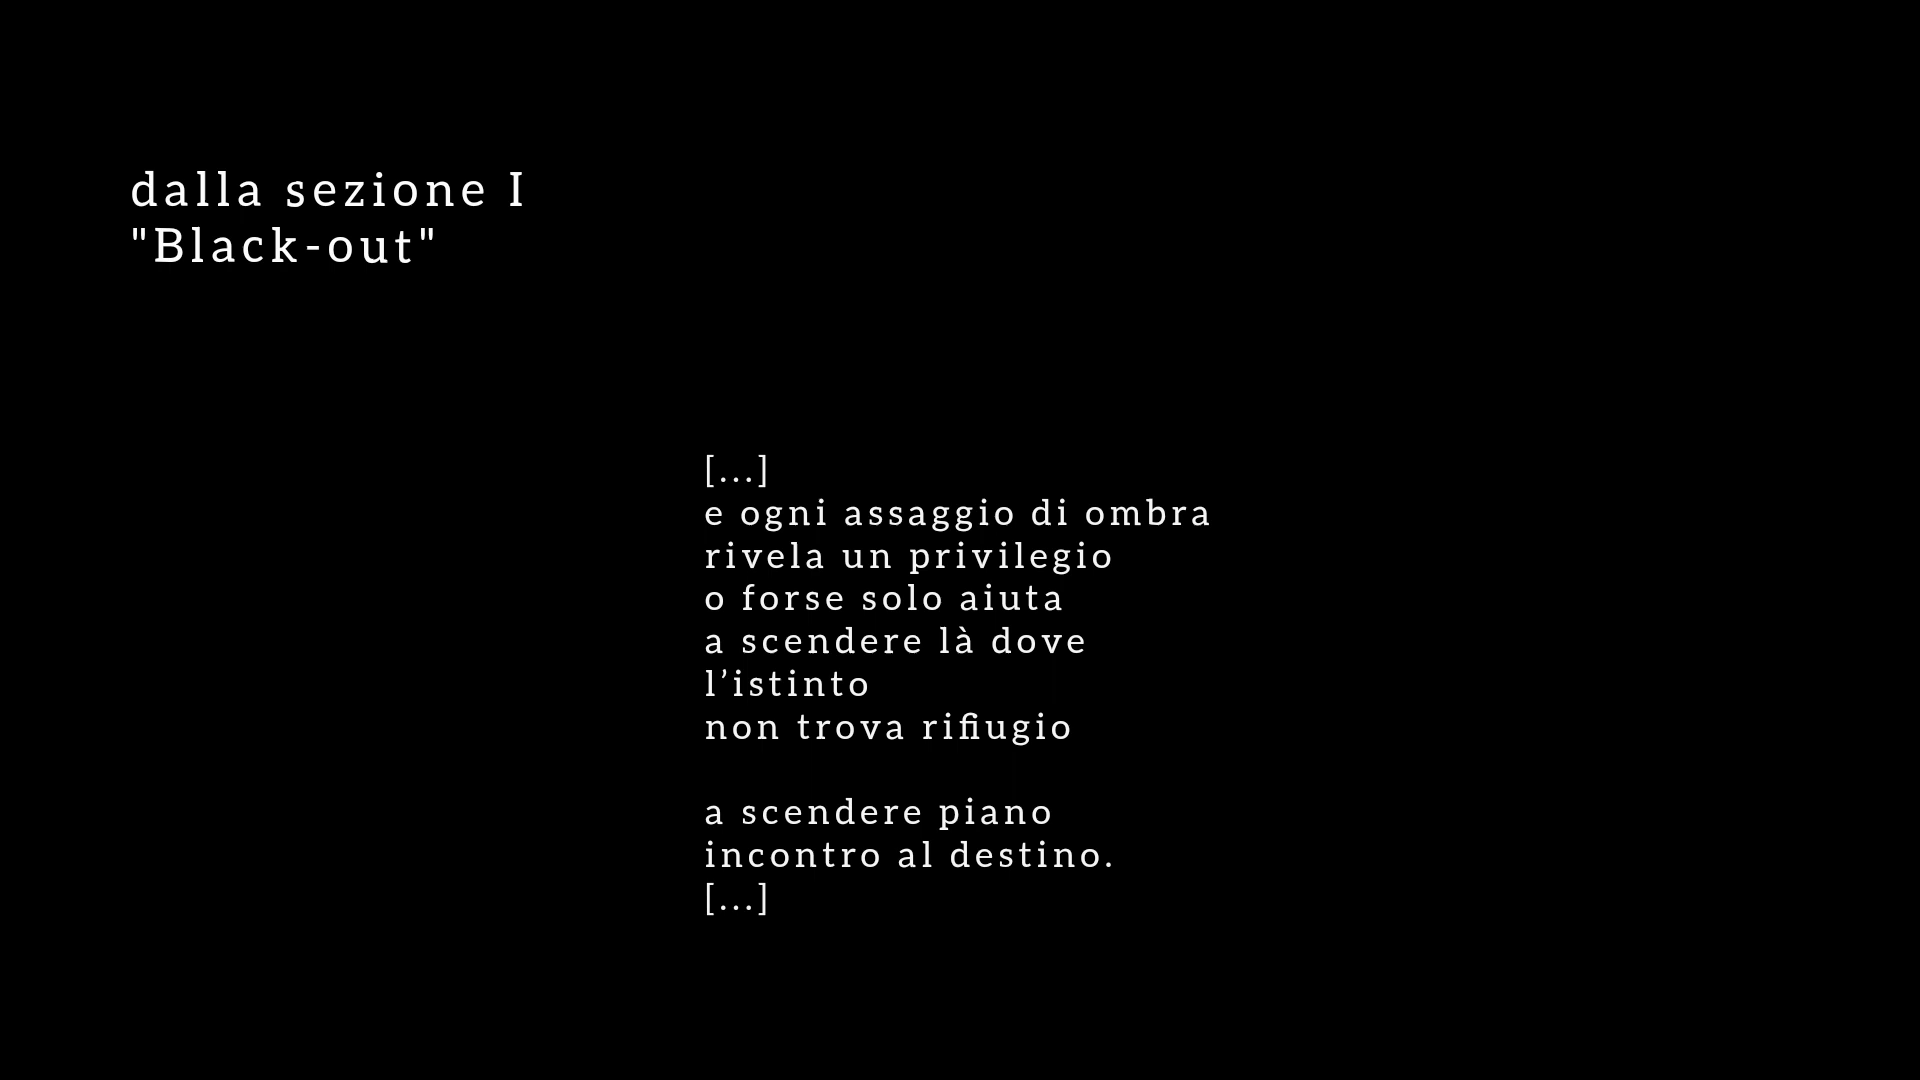 dalla sezione I
"Black-out"
[...]
e ogni assaggio di ombra
rivela un privilegio
o forse solo aiuta
a scendere là dove
l’istinto
non trova rifiugio
a scendere piano
incontro al destino.
[...]